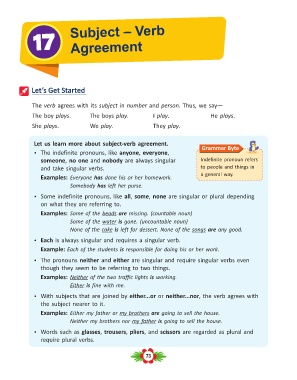 17
Subject – Verb
Agreement
Let's Get Started
The verb agrees with its subject in number and person. Thus, we say—
The boy plays. The boys play. I play. He plays.
She plays. We play. They play.
Let us learn more about subject-verb agreement.
• The indefinite pronouns, like anyone, everyone,
someone, no one and nobody are always singular
and take singular verbs.
Examples: Everyone has done his or her homework.
Somebody has left her purse.
Grammar Byte
Indefinite pronoun refers
to people and things in
a general way.
• Some indefinite pronouns, like all, some, none are singular or plural depending
on what they are referring to.
Examples: Some of the beads are missing. (countable noun)
Some of the water is gone. (uncountable noun)
None of the cake is left for dessert. None of the songs are any good.
• Each is always singular and requires a singular verb.
Example: Each of the students is responsible for doing his or her work.
• The pronouns neither and either are singular and require singular verbs even
though they seem to be referring to two things.
Examples: Neither of the two traffic lights is working.
Either is fine with me.
• With subjects that are joined by either...or or neither...nor, the verb agrees with
the subject nearer to it.
Examples: Either my father or my brothers are going to sell the house.
Neither my brothers nor my father is going to sell the house.
• Words such as glasses, trousers, pliers, and scissors are regarded as plural and
require plural verbs.
73